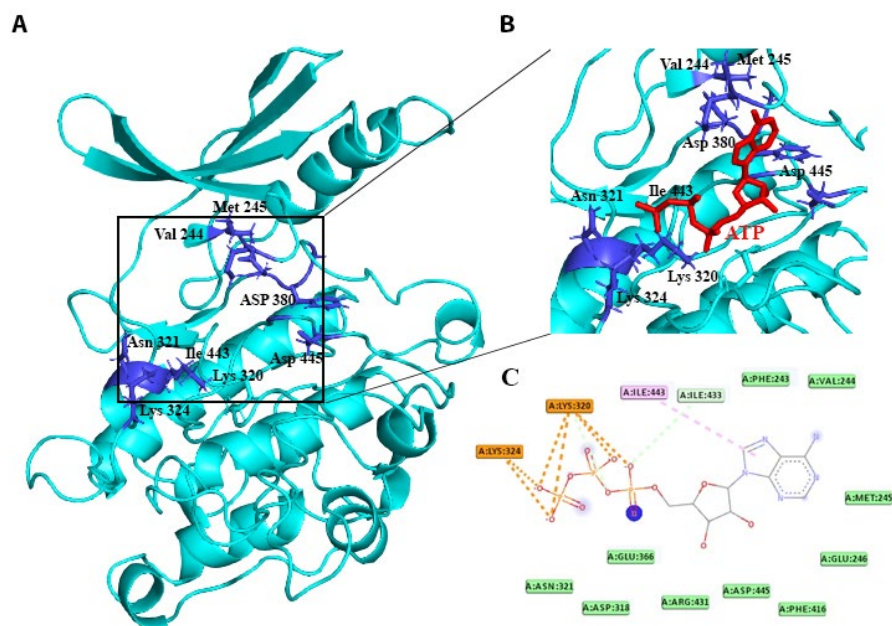 A
Met 245
Val 244
ASP 380
Asn 321
Ile 443
Asp 445
Lys 320
Lys 324
B
Met 245
Val 244
Asp 380
Asp 445
Asn 321
Ile 443
ATP
Lys 320
Lys 324
C
A:PHE:243
A:ILE:443
A:ILE:433
A:VAL:244
A:LYS:320
A:LYS:324
A:MET:245
A:GLU:366
A:GLU:246
A:ASN:321
A:ASP:445
A:ARG:431
A:ASP:318
A:PHE:416